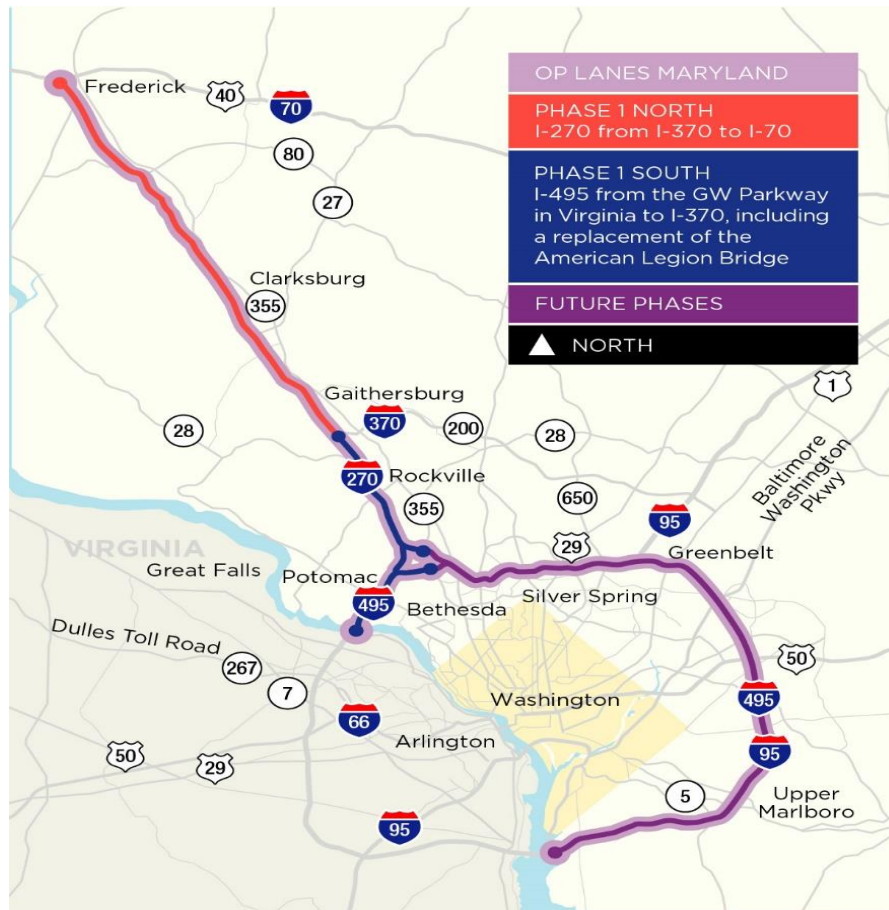 OP LANES MARYLAND
PHASE 1 NORTH
I-270 from I-370 to I-70
PHASE 1 SOUTH
I-495 from the GW Parkway
in Virginia to I-370, including
a replacement of the
American Legion Bridge
FUTURE PHASES
NORTH
Frederick
40
70
80
27
Clarksburg
355
1
Gaithersburg
370
28
200
28
270
Rockville
650
Baltimore
Washington
Pkwy
355
95
29
Greenbelt
VIRGINIA
Great Falls
Potomac
495
Bethesda
Silver Spring
Dulles Toll Road
267
7
50
Washington
495
66
Arlington
50
29
95
5
Upper
Marlboro
95